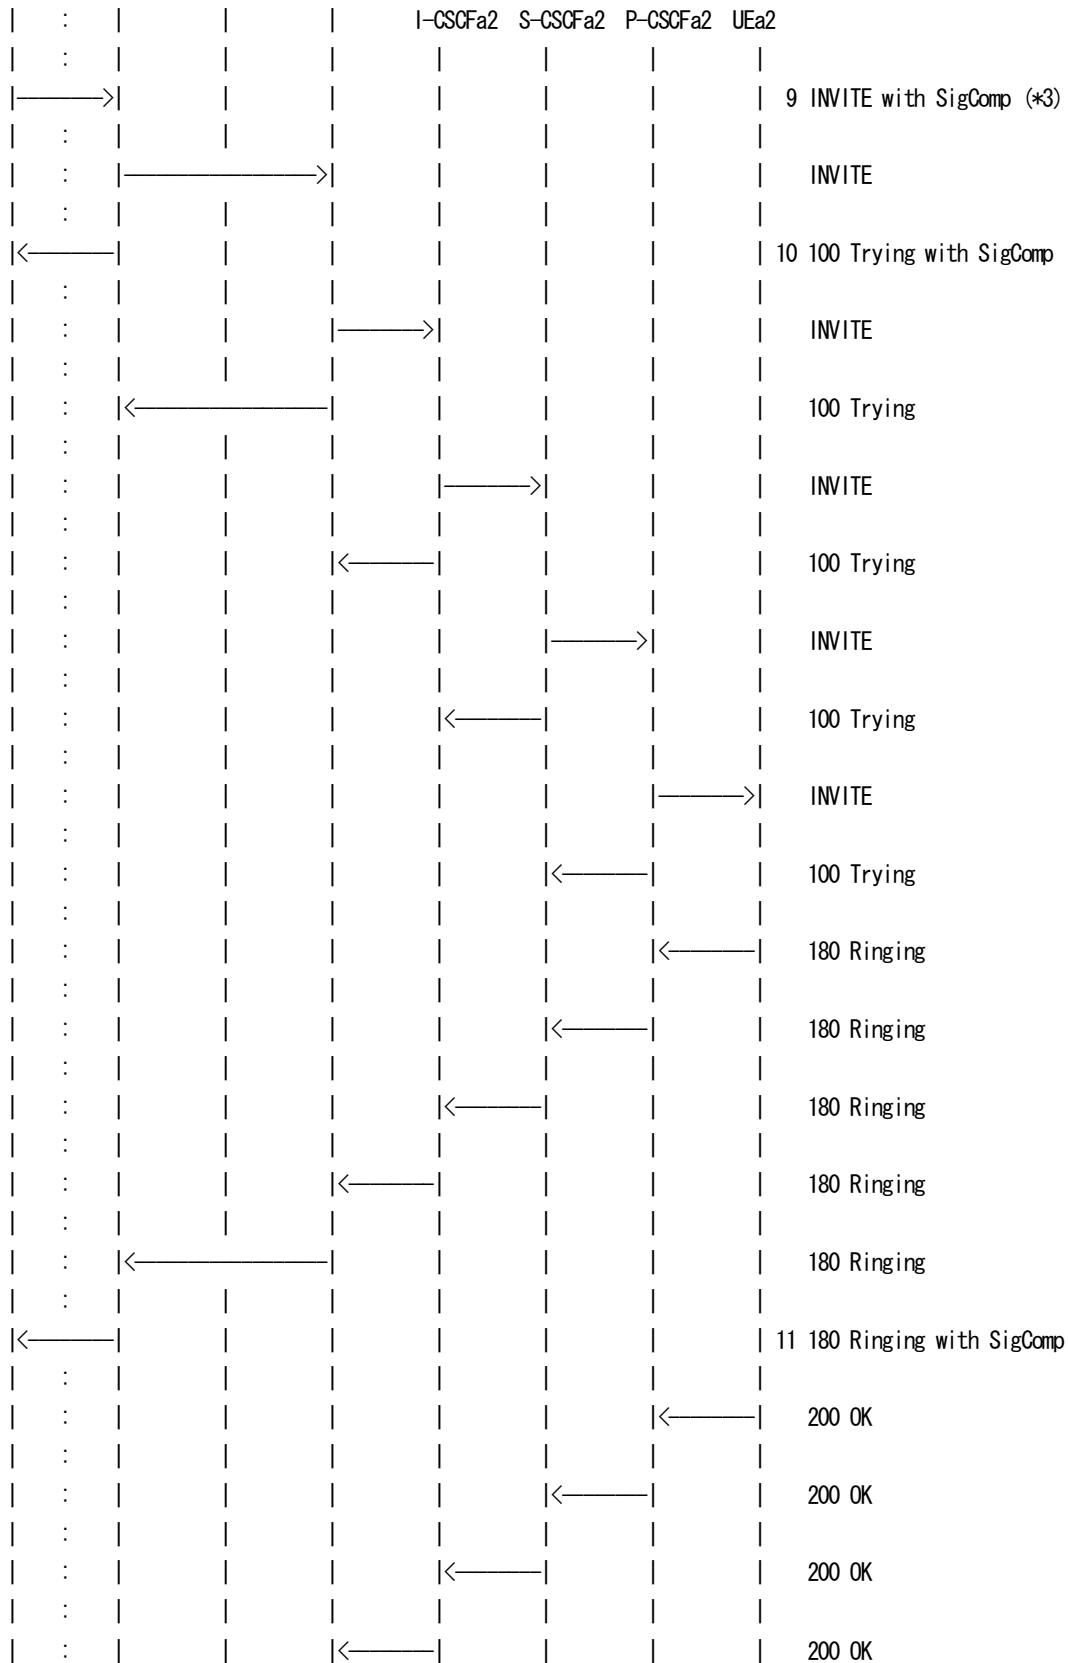 I-CSCFa2 S-CSCFa2 P-CSCFa2 UEa2
9 INVITE with SigComp (*3)
INVITE
10 100 Trying with SigComp
INVITE
100 Trying
INVITE
100 Trying
INVITE
100 Trying
INVITE
100 Trying
180 Ringing
180 Ringing
180 Ringing
180 Ringing
180 Ringing
11 180 Ringing with SigComp
200 OK
200 OK
200 OK
200 OK